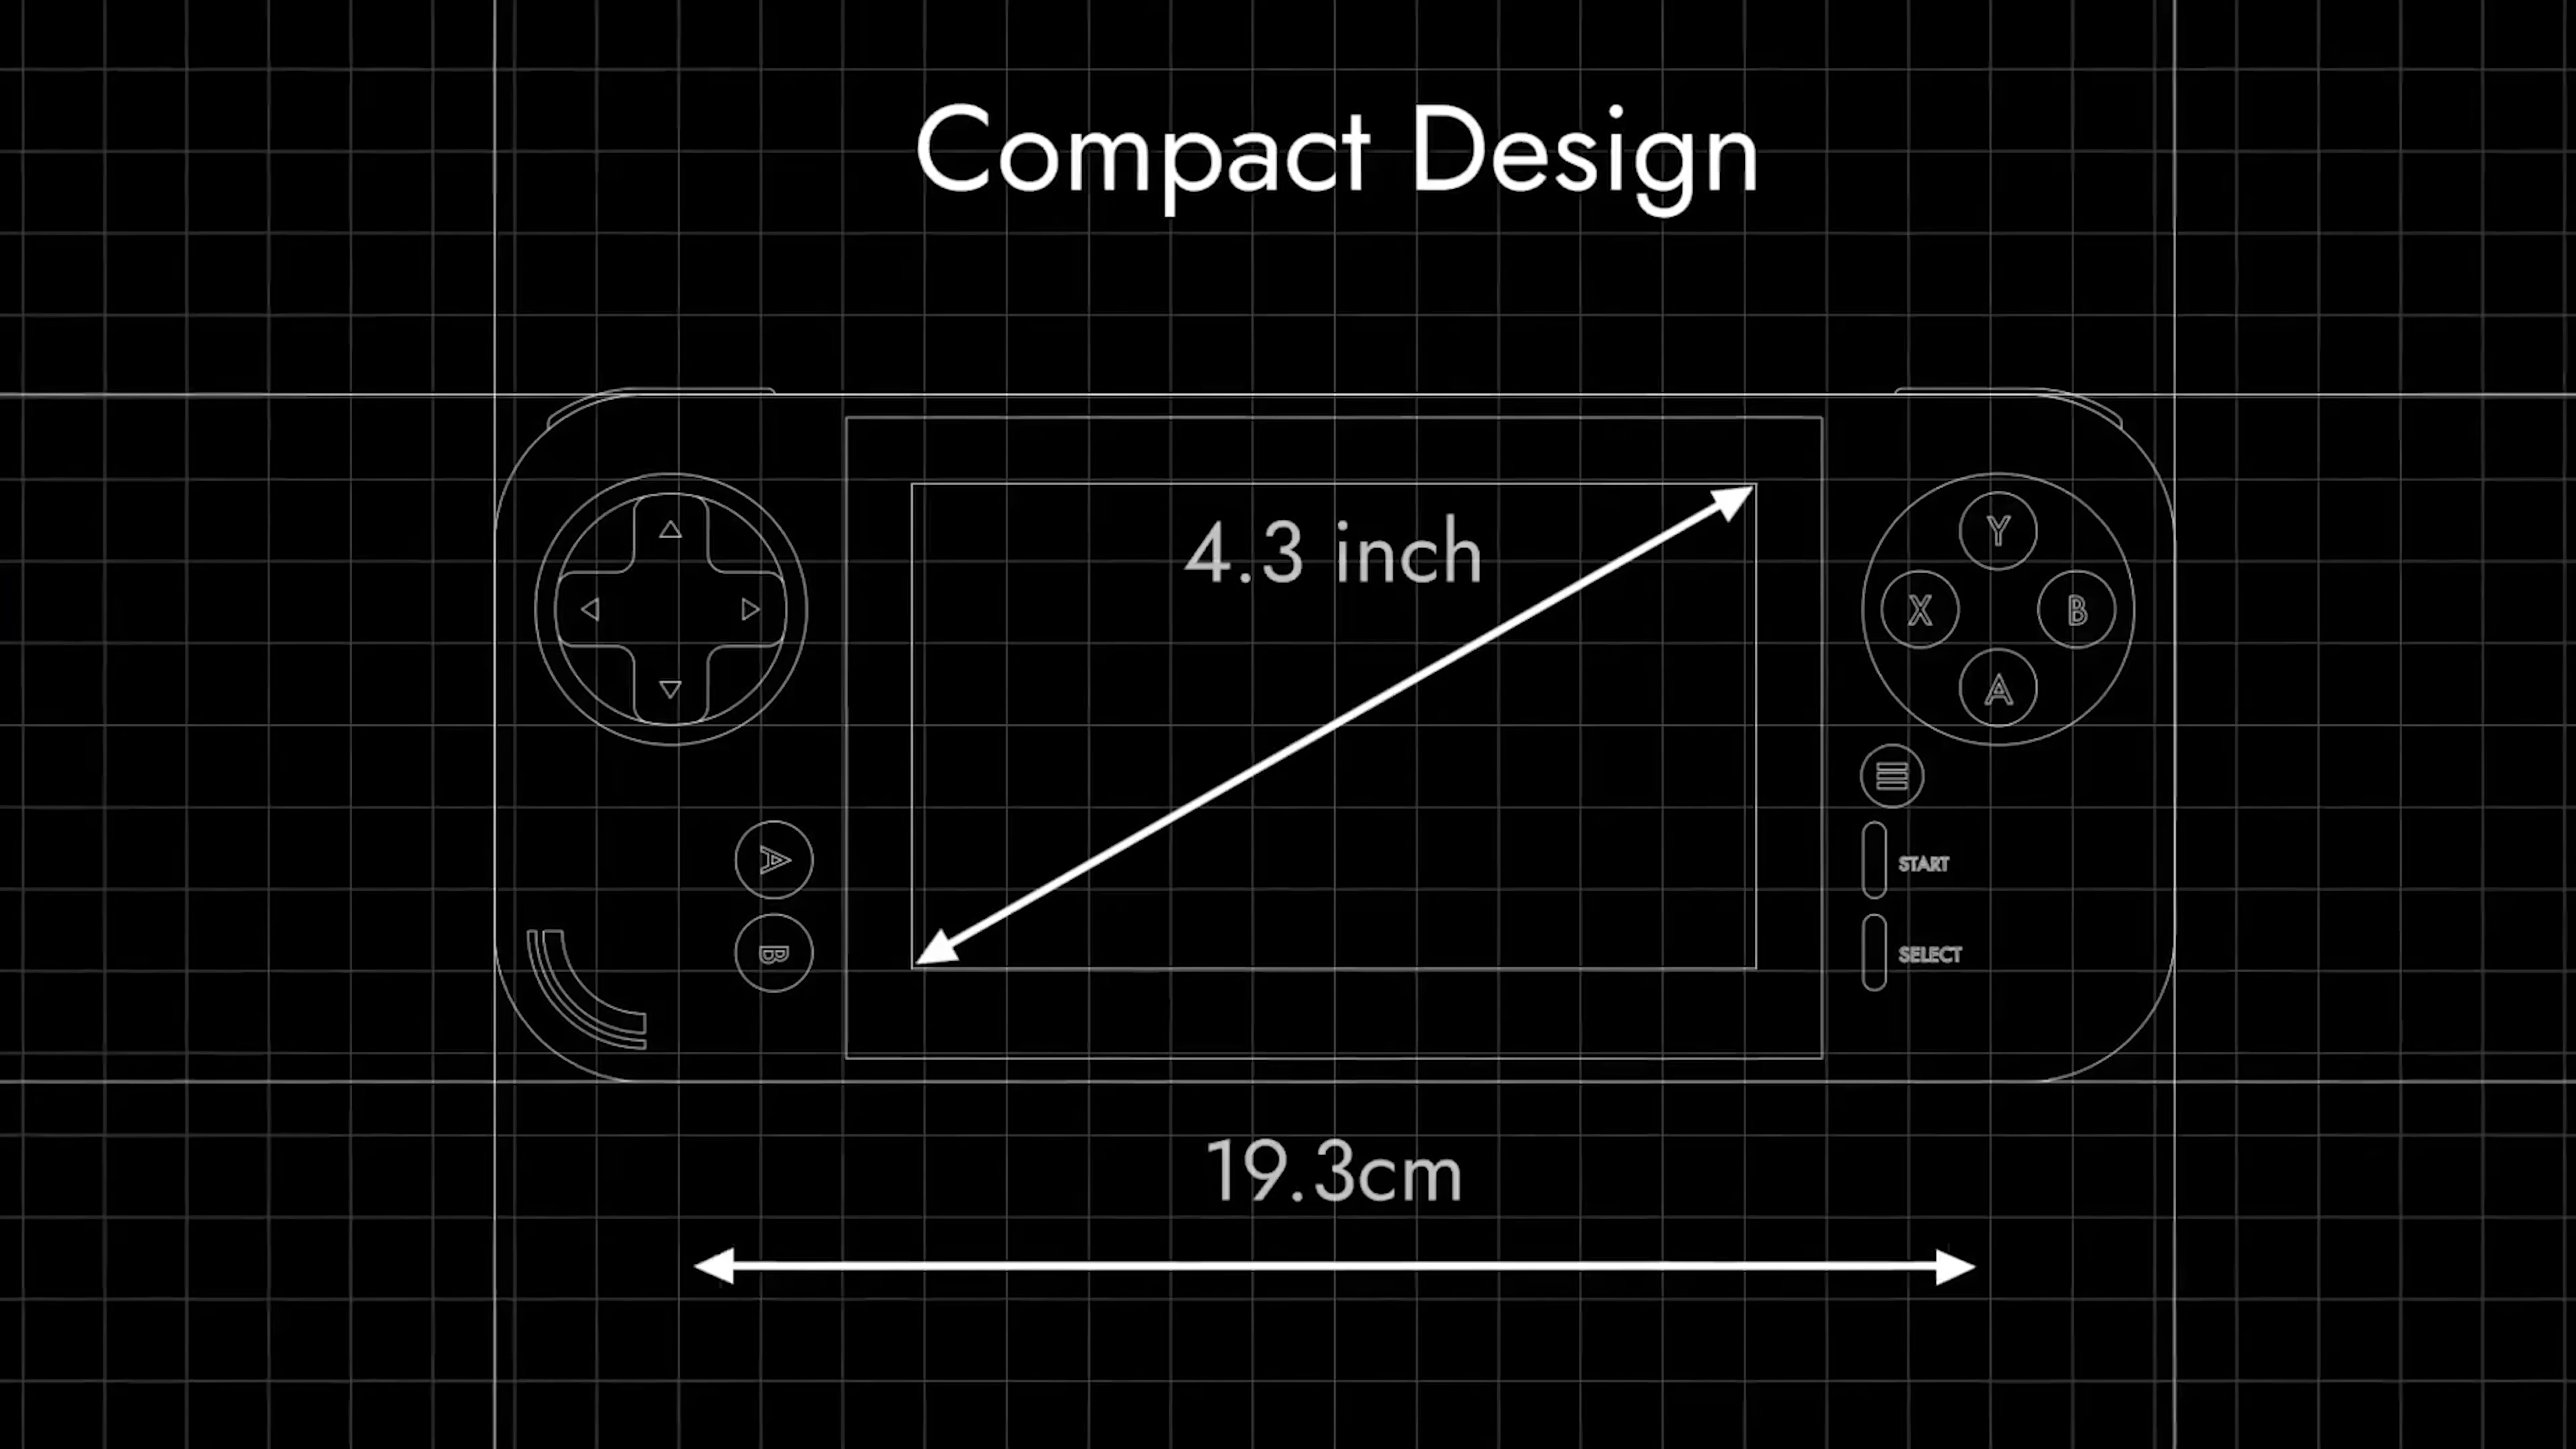 Compact Design
4.3 inch
Y
X
B
A
A
B
START
SELECT
19.3cm